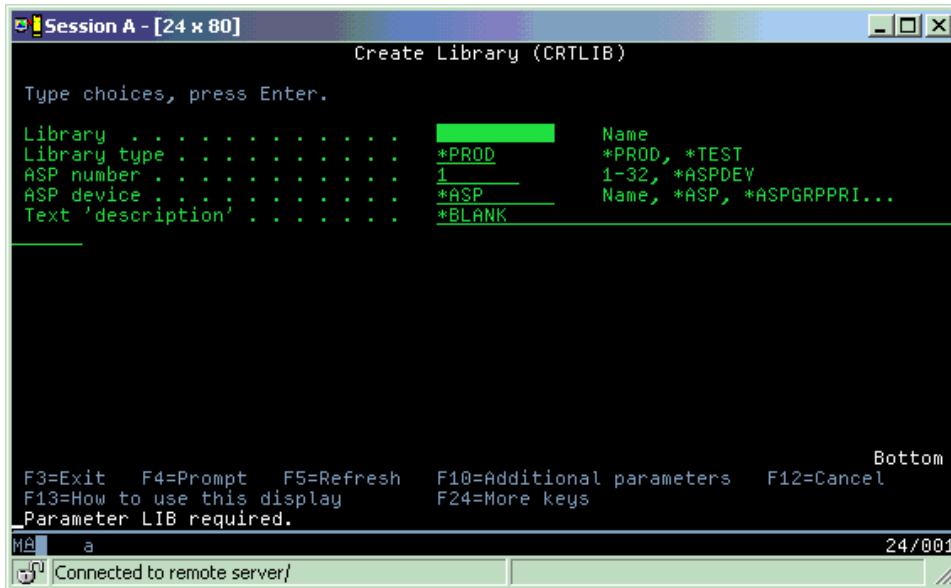 Session A - [24 x 80]
Create Library (CRTLIB)
Type choices, press Enter.
Library . . . . . . . . . . . . Name
Library type . . . . . . . . . . *PROD *PROD, *TEST
ASP number . . . . . . . . . . . 1 1-32, *ASPDEV
ASP device . . . . . . . . . . . *ASP Name, *ASP, *ASPGRPPRI...
Text 'description' . . . . . . . *BLANK
Bottom
F3=Exit F4=Prompt F5=Refresh F10=Additional parameters F12=Cancel
F13=How to use this display F24=More keys
Parameter LIB required.
MA a 24/001
Connected to remote server/